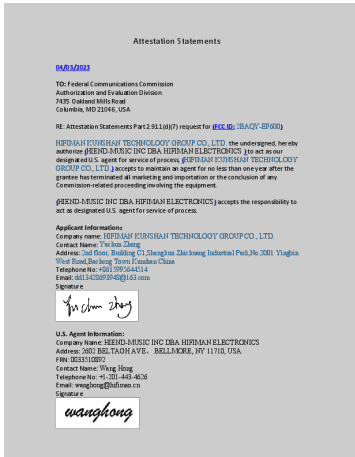 Attestation Statements
04/03/2023
TO: Federal Communications Commission
Authorization and Evaluation Division
7435 Oakland Mills Road
Columbia, MD 21046, USA
RE: Attestation Statements Part 2.911(d)(7) request for (FCC ID: 2BAQY-EF600)
HIFIMAN KUNSHAN TECHNOLOGY GROUP CO., LTD. the undersigned, hereby
authorize (HIEND-MUSIC INC DBA HIFIMAN ELECTRONICS ) to act as our
designated U.S. agent for service of process, (HIFIMAN KUNSHAN TECHNOLOGY
GROUP CO., LTD.) accepts to maintain an agent for no less than one year after the
grantee has terminated all marketing and importation or the conclusion of any
Commission-related proceeding involving the equipment.
(HIEND-MUSIC INC DBA HIFIMAN ELECTRONICS ) accepts the responsibility to
act as designated U.S. agent for service of process.
Applicant Information:
Company name: HIFIMAN KUNSHAN TECHNOLOGY GROUP CO., LTD.
Contact Name: Yuchun Zhang
Address: 2nd floor, Building C1,Shanghua Zhichuang Industrial Park,No.2001 Yingbin
West Road,Bacheng Town Kunshan China
Telephone No: +8613995644514
Email: dd13428693948@163.com
Signature
Yu chun zhang
U.S. Agent Information:
Company Name: HIEND-MUSIC INC DBA HIFIMAN ELECTRONICS
Address: 2602 BELTAGH AVE， BELLMORE, NY 11710, USA
FRN: 0033510892
Contact Name: Wang Hong
Telephone No: +1-201-443-4626
Email: wanghong@hifiman.cn
Signature
wanghong